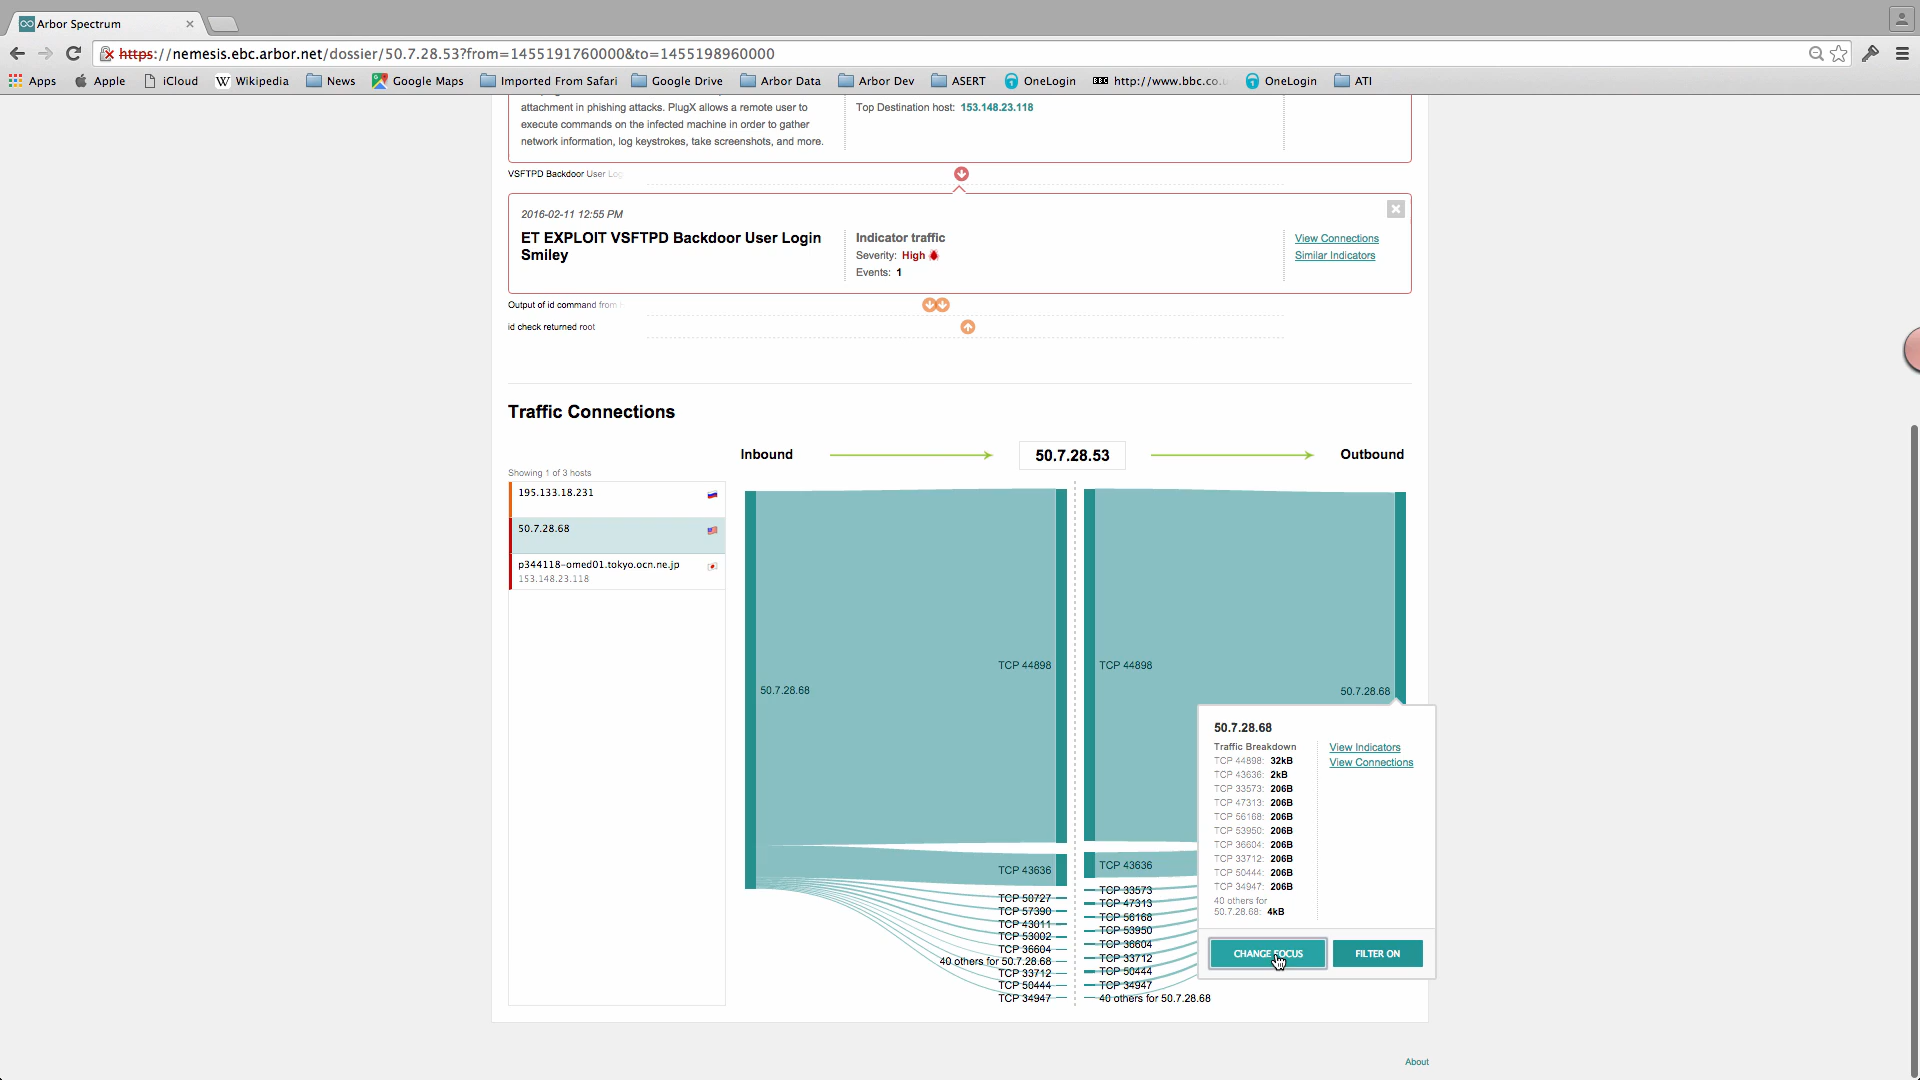 Arbor Spectrum
https://nemesis.ebc.arbor.net/dossier/50.7.28.53?from=1455191760000&to=1455198960000
Apps Apple iCloud Wikipedia News Google Maps Imported From Safari Google Drive Arbor Data Arbor Dev ASERT OneLogin http://www.bbc.co. OneLogin ATI
attachment in phishing attacks. PlugX allows a remote user to
execute commands on the infected machine in order to gather
network information, log keystrokes, take screenshots, and more.
Top Destination host: 153.148.23.118
VSFTPD Backdoor User Log
2016-02-11 12:55 PM
ET EXPLOIT VSFTPD Backdoor User Login
Smiley
Indicator traffic
Severity: High
Events: 1
View Connections
Similar Indicators
Output of id command from
id check returned root
Traffic Connections
Inbound
50.7.28.53
Outbound
Showing 1 of 3 hosts
195.133.18.231
50.7.28.68
p344118-omed01.tokyo.ocn.ne.jp
153.148.23.118
50.7.28.68
TCP 44898
TCP 43636
TCP 50727
TCP 57390
TCP 43011
TCP 53002
TCP 36604
40 others for 50.7.28.68
TCP 33712
TCP 50444
TCP 34947
TCP 44898
TCP 43636
TCP 33573
TCP 47313
TCP 56168
TCP 53950
TCP 36604
TCP 33712
TCP 50444
TCP 34947
40 others for 50.7.28.68
50.7.28.68
50.7.28.68
Traffic Breakdown
TCP 44898: 32kB
TCP 43636: 2kB
TCP 33573: 206B
TCP 47313: 206B
TCP 56168: 206B
TCP 53950: 206B
TCP 36604: 206B
TCP 33712: 206B
TCP 50444: 206B
TCP 34947: 206B
40 others for
50.7.28.68: 4kB
View Indicators
View Connections
CHANGE FOCUS
FILTER ON
About